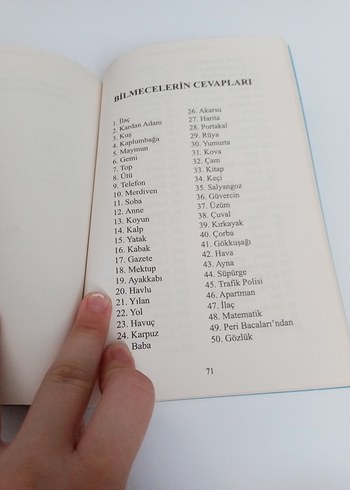 BİLMECELERİN CEVAPLARI
1. İlaç
2. Kardan Adam
3. Kuş
4. Kaplumbağa
5. Maymun
6. Gemi
7. Top
8. Ütü
9. Telefon
10. Merdiven
11. Soba
12. Anne
13. Koyun
14. Kalp
15. Yatak
16. Kabak
17. Gazete
18. Mektup
19. Ayakkabı
20. Havlu
21. Yılan
22. Yol
23. Havuç
24. Karpuz
Baba
26. Akarsu
27. Harita
28. Portakal
29. Rüya
30. Yumurta
31. Kova
32. Çam
33. Kitap
34. Keçi
35. Salyangoz
36. Güvercin
37. Üzüm
38. Çuval
39. Kırkayak
40. Çorba
41. Gökkuşağı
42. Hava
43. Ayna
44. Süpürge
45. Trafik Polisi
46. Apartman
47. İlaç
48. Matematik
49. Peri Bacaları'ndan
50. Gözlük
71